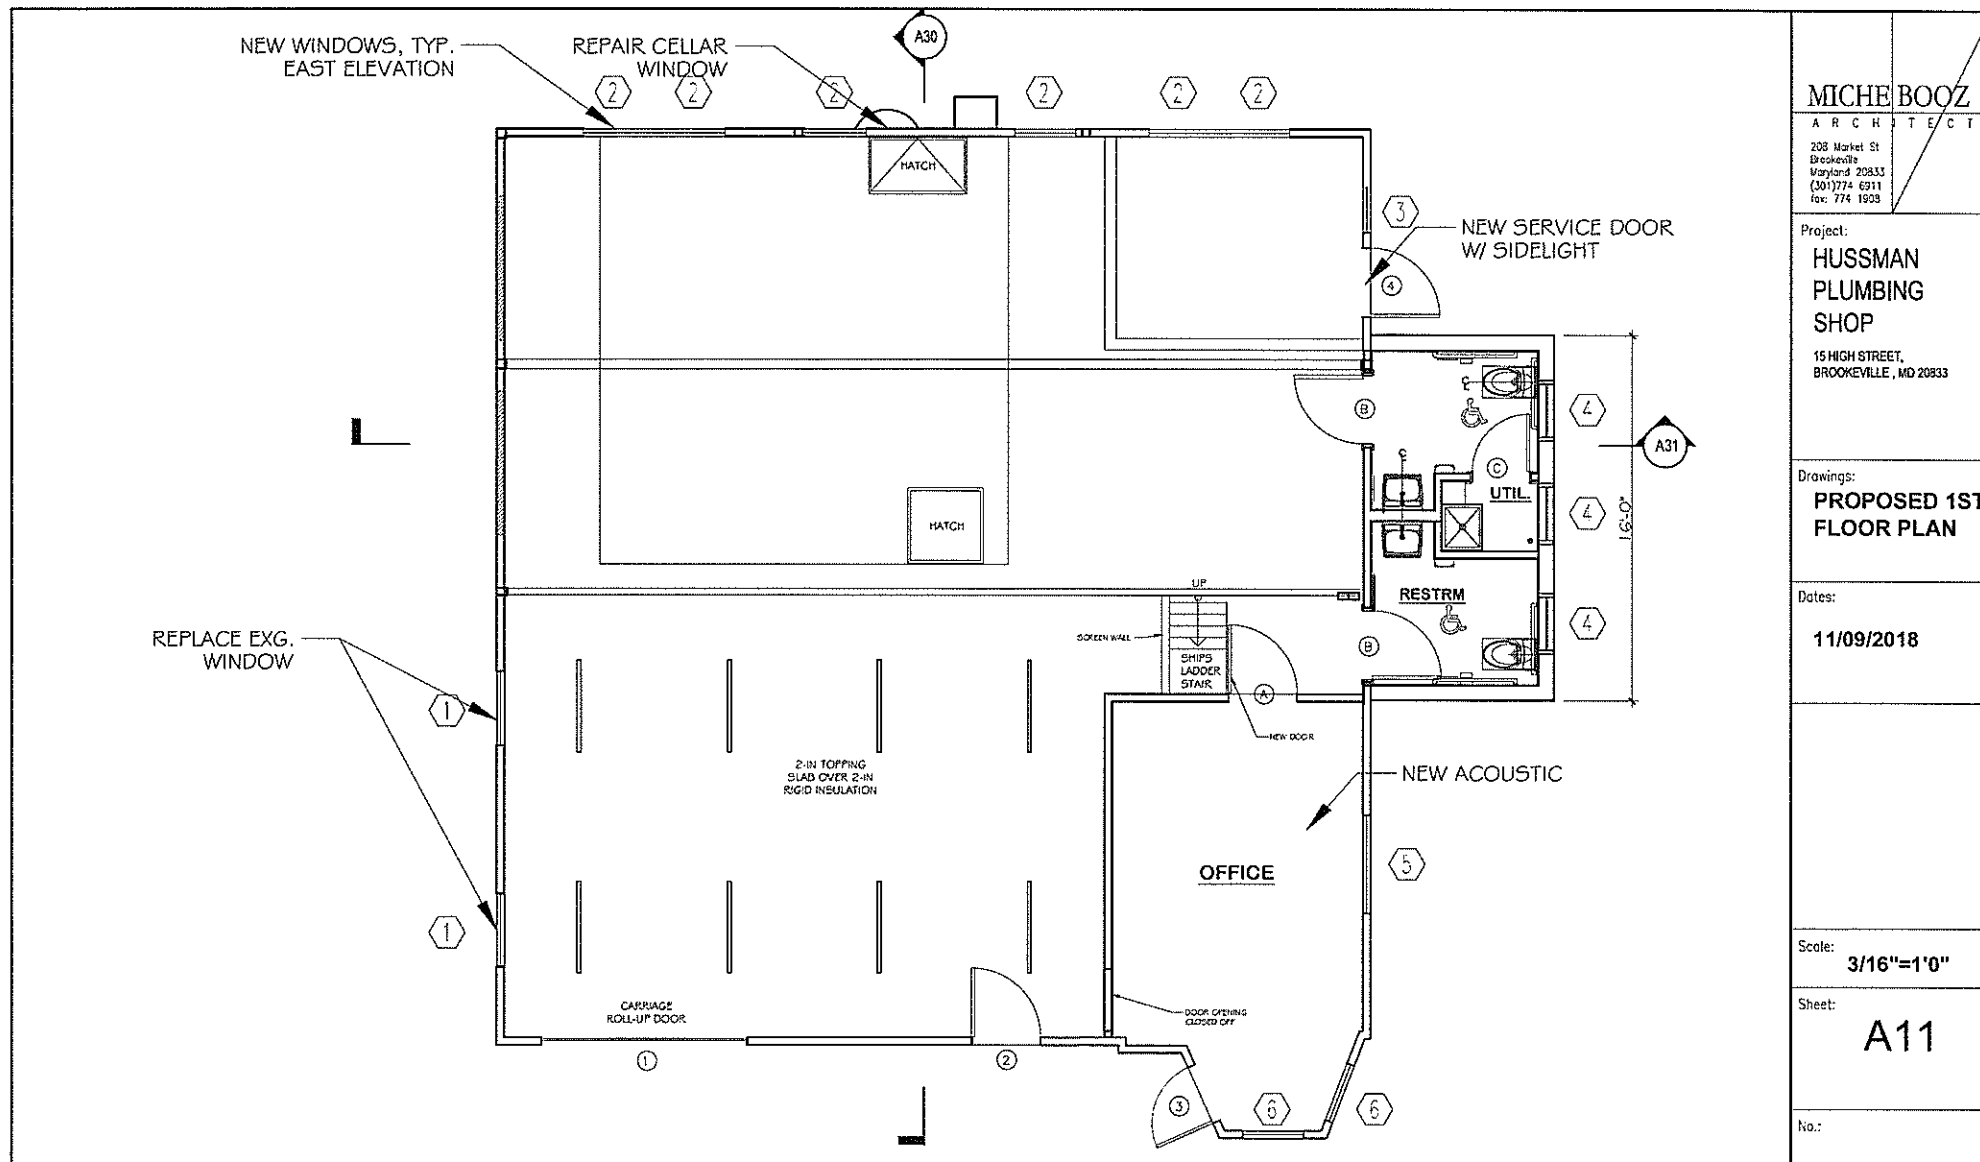 NEW WINDOWS, TYP.
EAST ELEVATION
REPAIR CELLAR
WINDOW
A30
2
2
2
2
2
2
HATCH
3
NEW SERVICE DOOR
W/ SIDELIGHT
4
B
4
A31
C
UTIL.
4
16'-0"
HATCH
UP
RESTRM
4
SCREEN WALL
SHIPS
LADDER
STAIR
B
A
NEW DOOR
REPLACE EXG.
WINDOW
1
2-IN TOPPING
SLAB OVER 2-IN
RIGID INSULATION
NEW ACOUSTIC
OFFICE
5
1
CARRIAGE
ROLL-UP DOOR
DOOR OPENING
CLOSED OFF
1
2
3
6
6
MICHE BOOZ
ARCHITECT
208 Market St
Brookeville
Maryland 20833
(301)774 6911
fax: 774 1908
Project:
HUSSMAN
PLUMBING
SHOP
15 HIGH STREET,
BROOKEVILLE, MD 20833
Drawings:
PROPOSED 1ST
FLOOR PLAN
Dates:
11/09/2018
Scale:
3/16"=1'0"
Sheet:
A11
No.: